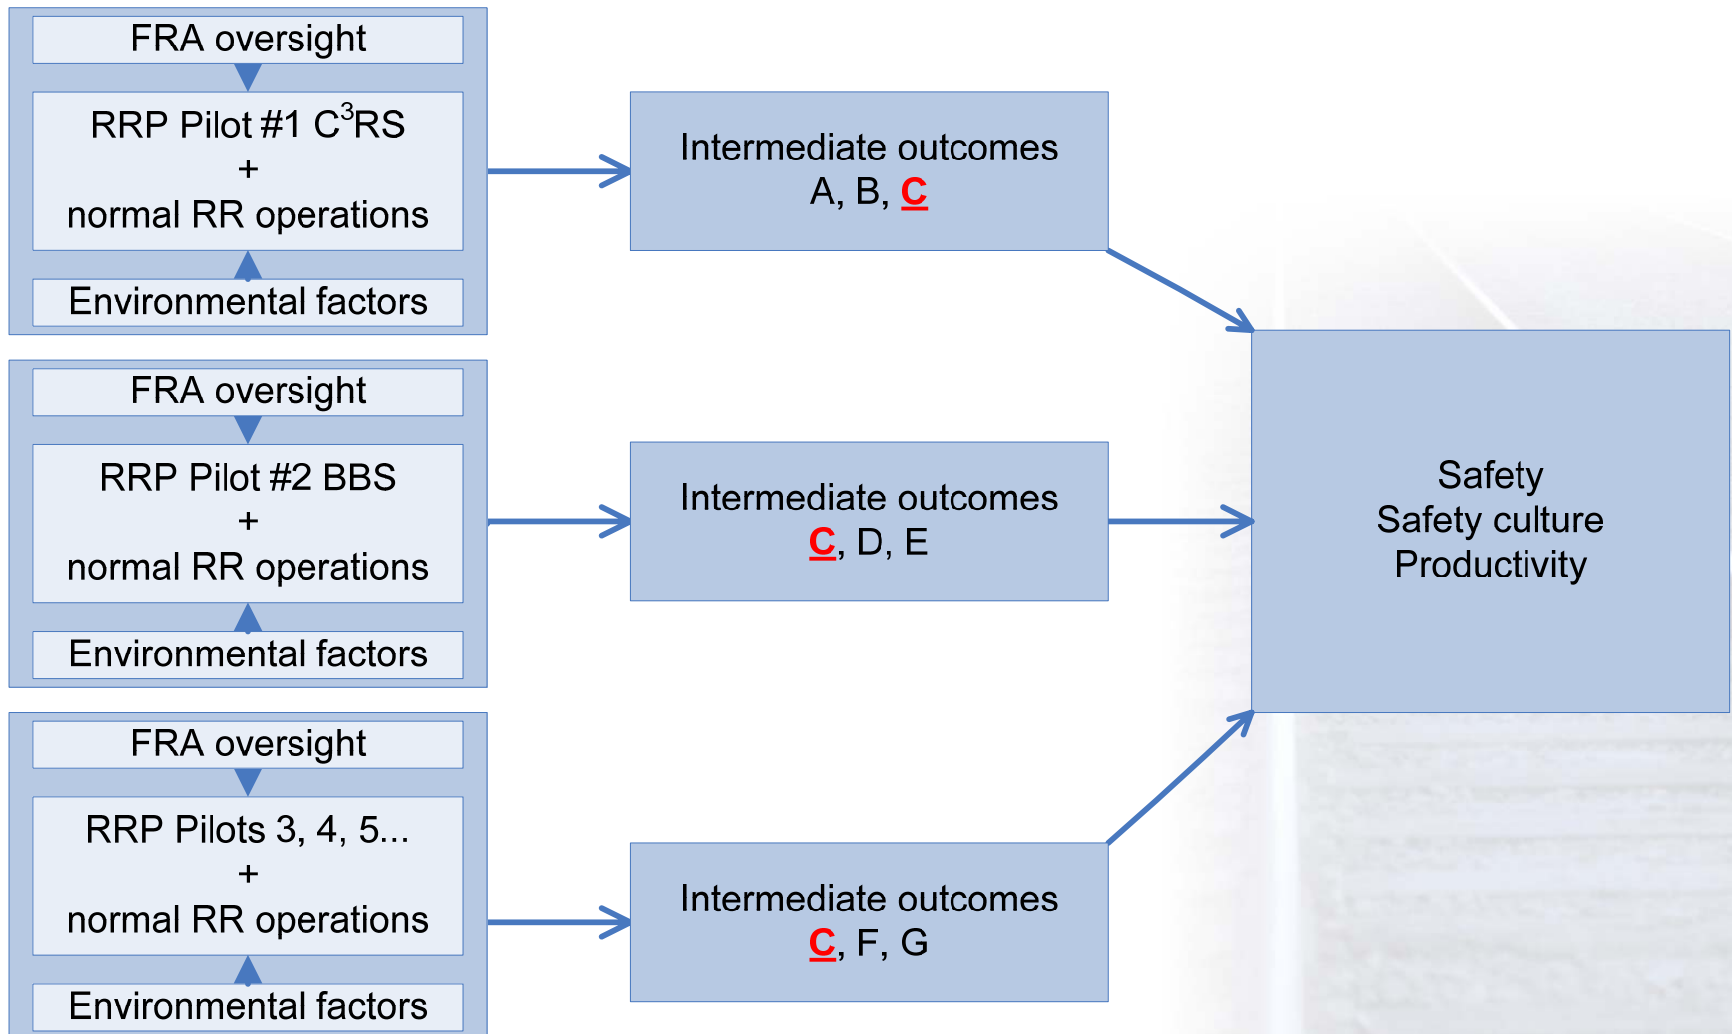 FRA oversight
RRP Pilot #1 C³RS
+
normal RR operations
Environmental factors
Intermediate outcomes
A, B, C
FRA oversight
RRP Pilot #2 BBS
+
normal RR operations
Environmental factors
Intermediate outcomes
C, D, E
FRA oversight
RRP Pilots 3, 4, 5...
+
normal RR operations
Environmental factors
Intermediate outcomes
C, F, G
Safety
Safety culture
Productivity